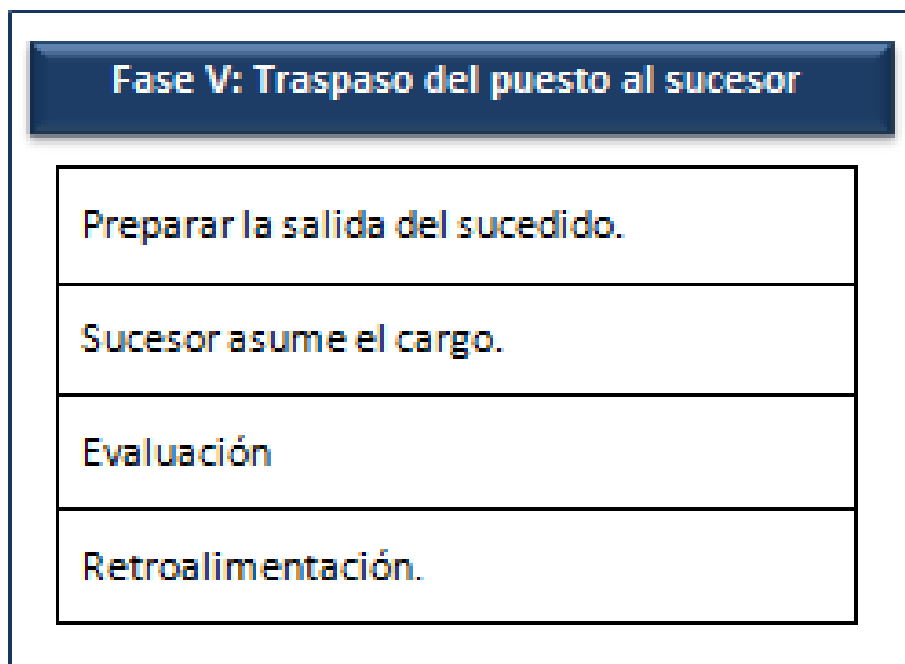 Fase V: Traspaso del puesto al sucesor
Preparar la salida del sucedido.
Sucesor asume el cargo.
Evaluación
Retroalimentación.